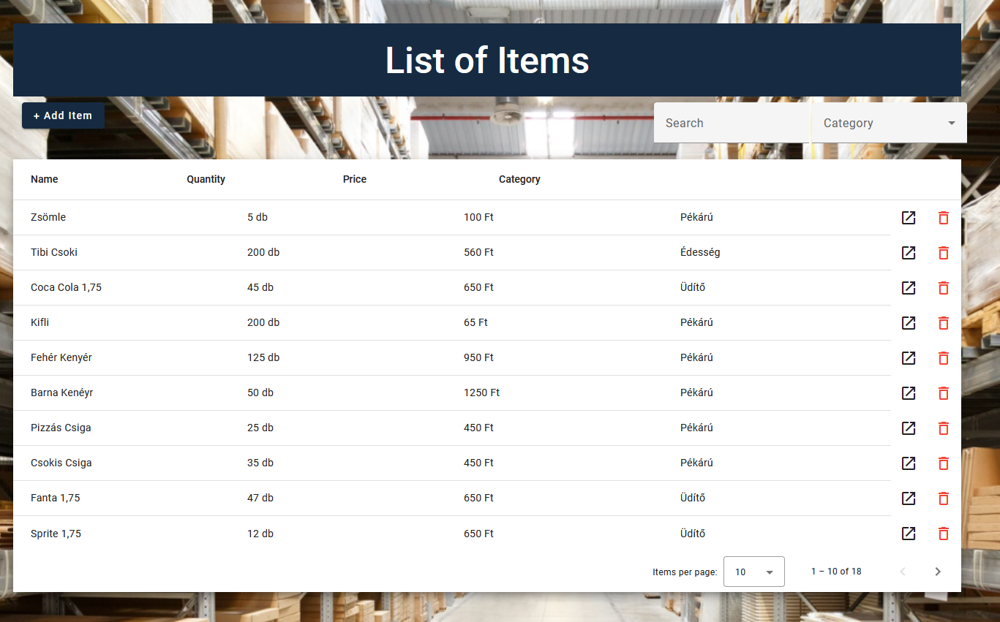 List of Items
+ Add Item
Search
Category
Name Quantity Price Category
Zsömle 5 db 100 Ft Pékárú
Tibi Csoki 200 db 560 Ft Édesség
Coca Cola 1,75 45 db 650 Ft Üdítő
Kifli 200 db 65 Ft Pékárú
Fehér Kenyér 125 db 950 Ft Pékárú
Barna Kenéyr 50 db 1250 Ft Pékárú
Pizzás Csiga 25 db 450 Ft Pékárú
Csokis Csiga 35 db 450 Ft Pékárú
Fanta 1,75 47 db 650 Ft Üdítő
Sprite 1,75 12 db 650 Ft Üdítő
Items per page: 10 1 – 10 of 18